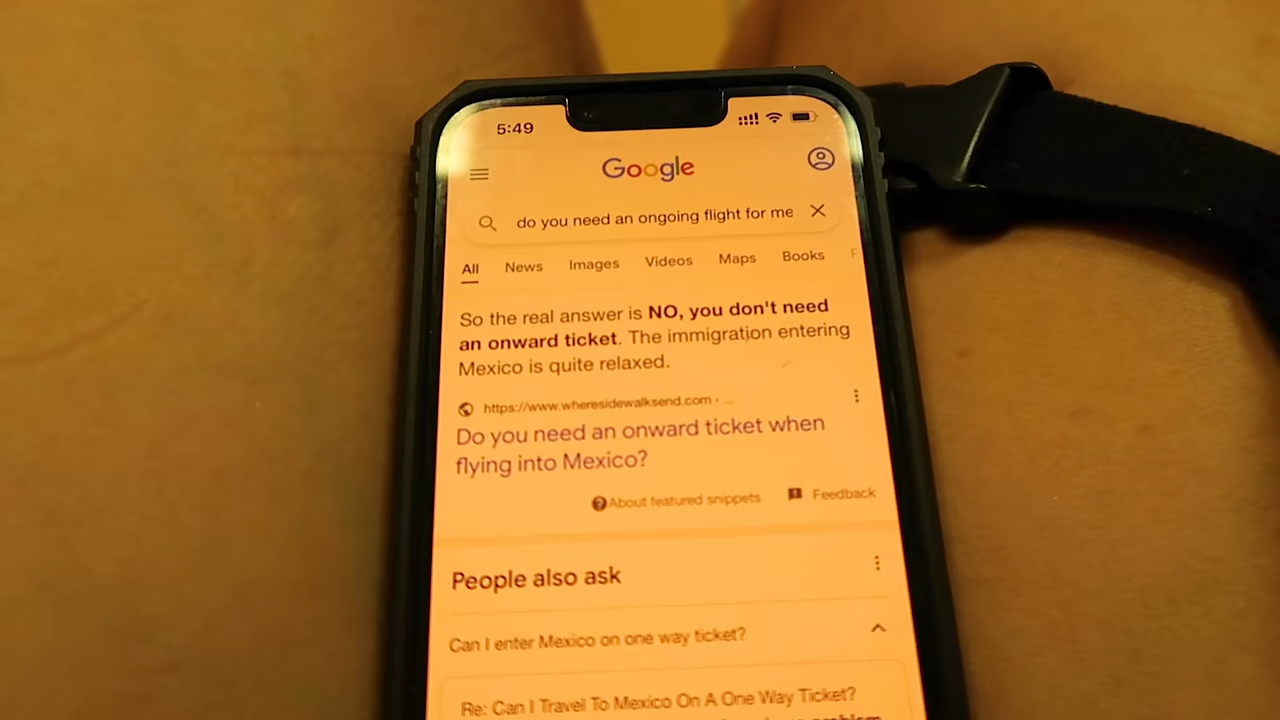 5:49
Google
do you need an ongoing flight for me
All News Images Videos Maps Books F
So the real answer is NO, you don't need
an onward ticket. The immigration entering
Mexico is quite relaxed.
https://www.wheresidewalksend.com › ...
Do you need an onward ticket when
flying into Mexico?
About featured snippets Feedback
People also ask
Can I enter Mexico on one way ticket?
Re: Can I Travel To Mexico On A One Way Ticket?
problem